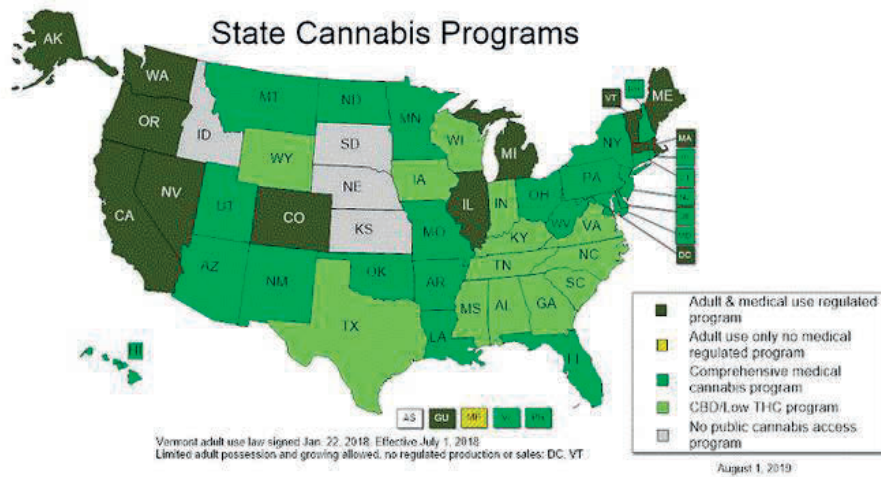 State Cannabis Programs
AK
WA
OR
CA
NV
ID
MT
WY
UT
AZ
CO
NM
ND
SD
NE
KS
OK
TX
MN
IA
MO
AR
LA
WI
IL
MI
IN
OH
KY
TN
MS
AL
GA
FL
SC
NC
VA
WV
PA
NY
VT
ME
MA
DC
HI
AS
GU
Adult & medical use regulated
program
Adult use only no medical
regulated program
Comprehensive medical
cannabis program
CBD/Low THC program
No public cannabis access
program
Vermont adult use law signed Jan. 22, 2018. Effective July 1, 2018
Limited adult possession and growing allowed, no regulated production or sales: DC, VT
August 1, 2019